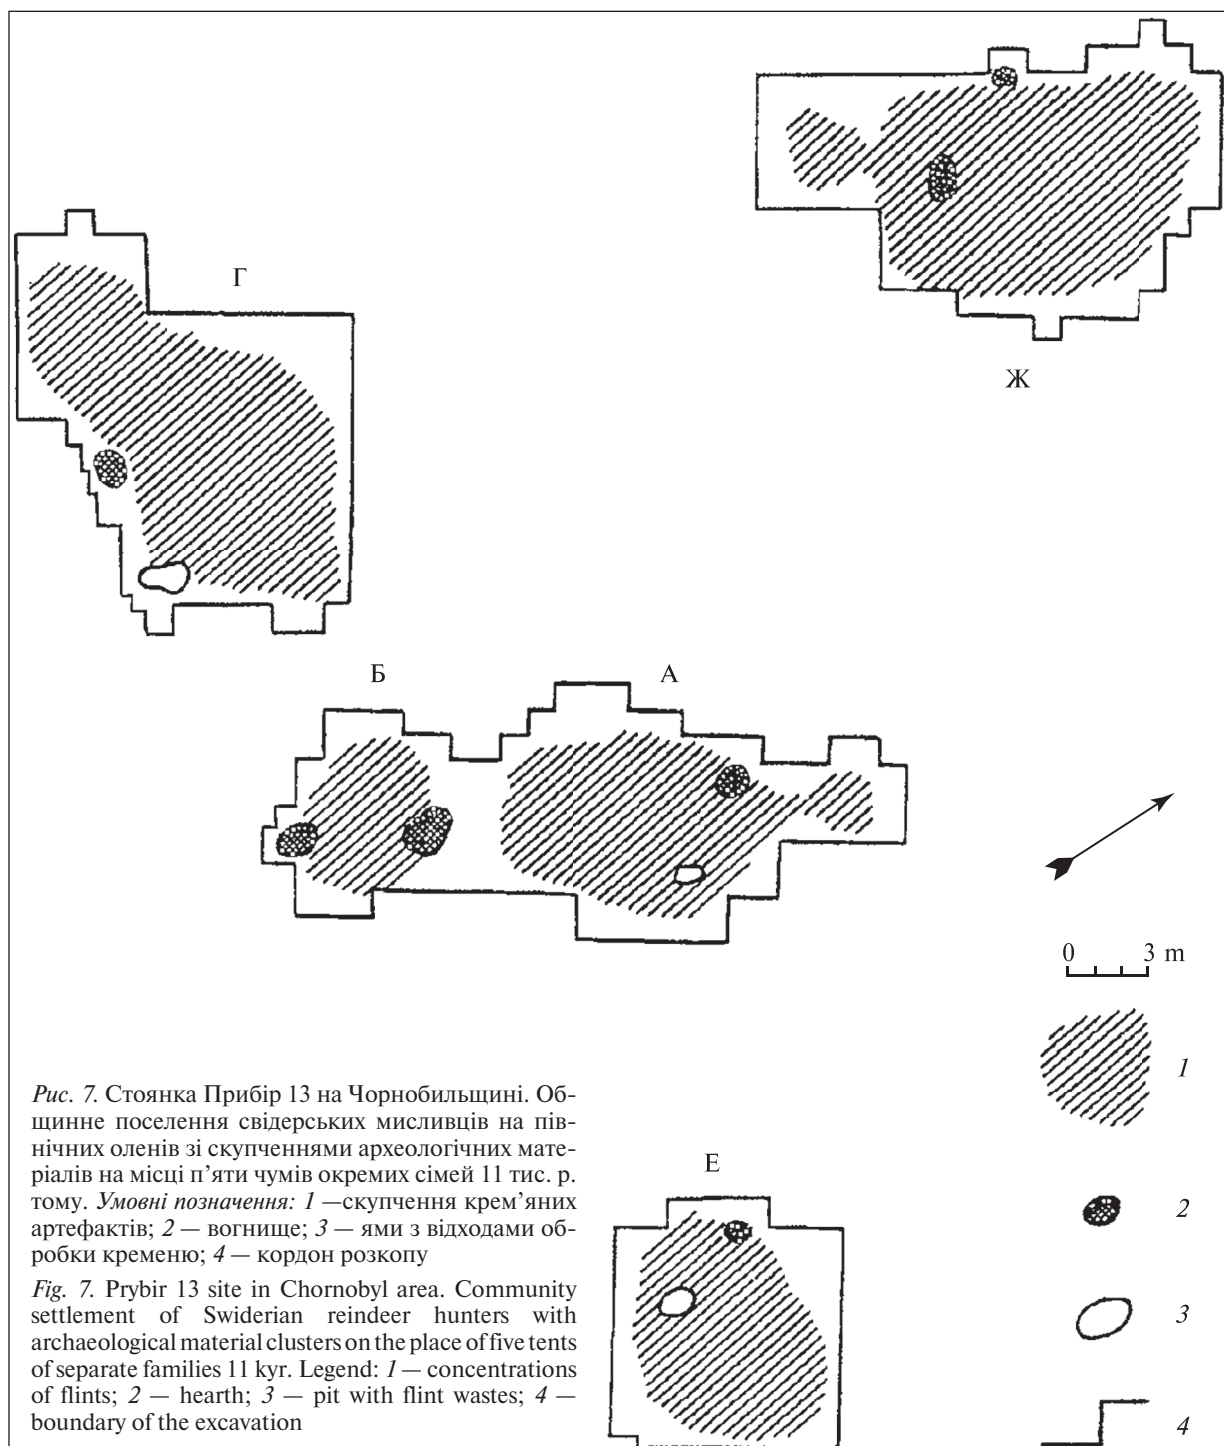 Ж
Г
Б
А
0 3 m
1
Е
2
3
4
Рис. 7. Стоянка Прибір 13 на Чорнобильщині. Об-
щинне поселення свідерських мисливців на пів-
нічних оленів зі скупченнями археологічних мате-
ріалів на місці п’яти чумів окремих сімей 11 тис. р.
тому. Умовні позначення: 1 —скупчення крем’яних
артефактів; 2 — вогнище; 3 — ями з відходами об-
робки кременю; 4 — кордон розкопу
Fig. 7. Prybir 13 site in Chornobyl area. Community
settlement of Swiderian reindeer hunters with
archaeological material clusters on the place of five tents
of separate families 11 kyr. Legend: 1 — concentrations
of flints; 2 — hearth; 3 — pit with flint wastes; 4 —
boundary of the excavation